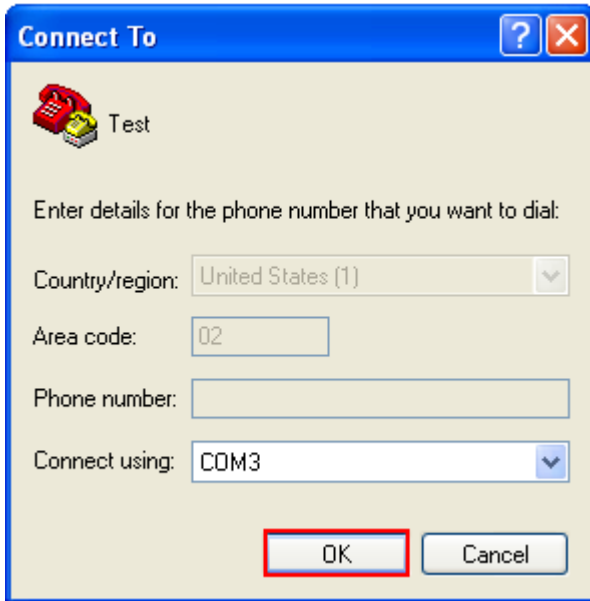 Connect To
Test
Enter details for the phone number that you want to dial:
Country/region: United States (1)
Area code: 02
Phone number:
Connect using: COM3
OK Cancel